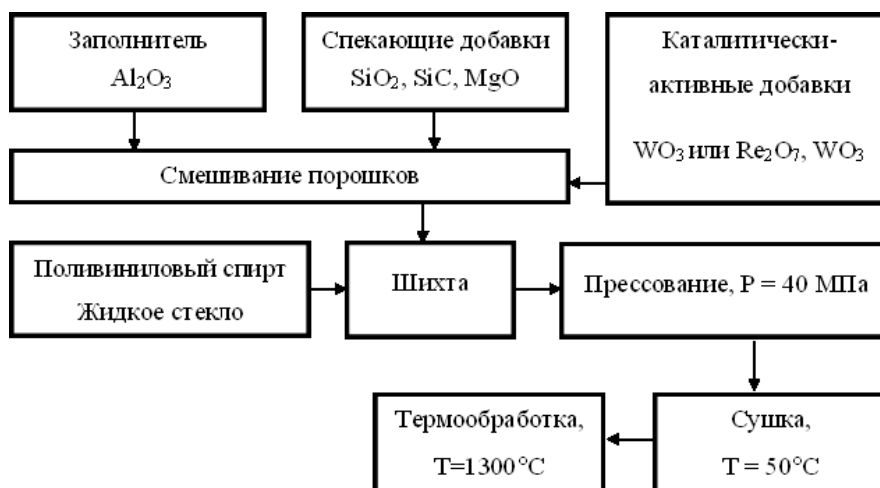 Заполнитель
Al₂O₃
Спекающие добавки
SiO₂, SiC, MgO
Каталитически-
активные добавки
WO₃ или Re₂O₇, WO₃
Смешивание порошков
Поливиниловый спирт
Жидкое стекло
Шихта
Прессование, P = 40 МПа
Термообработка,
T=1300°C
Сушка,
T = 50°C